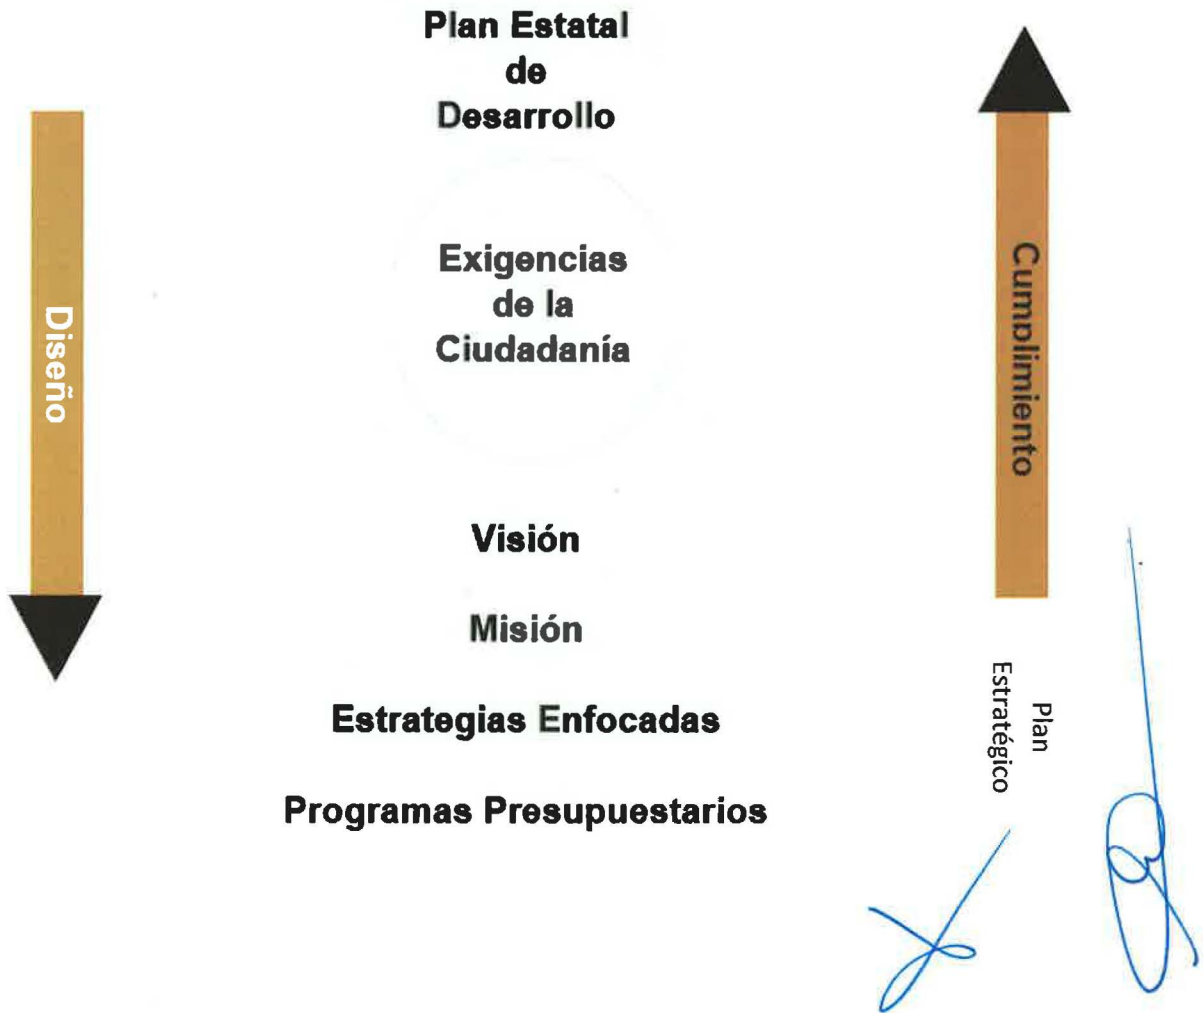 Plan Estatal
de
Desarrollo
Diseño
Exigencias
de la
Ciudadanía
Cumplimiento
Visión
Misión
Estrategias Enfocadas
Programas Presupuestarios
Plan
Estratégico